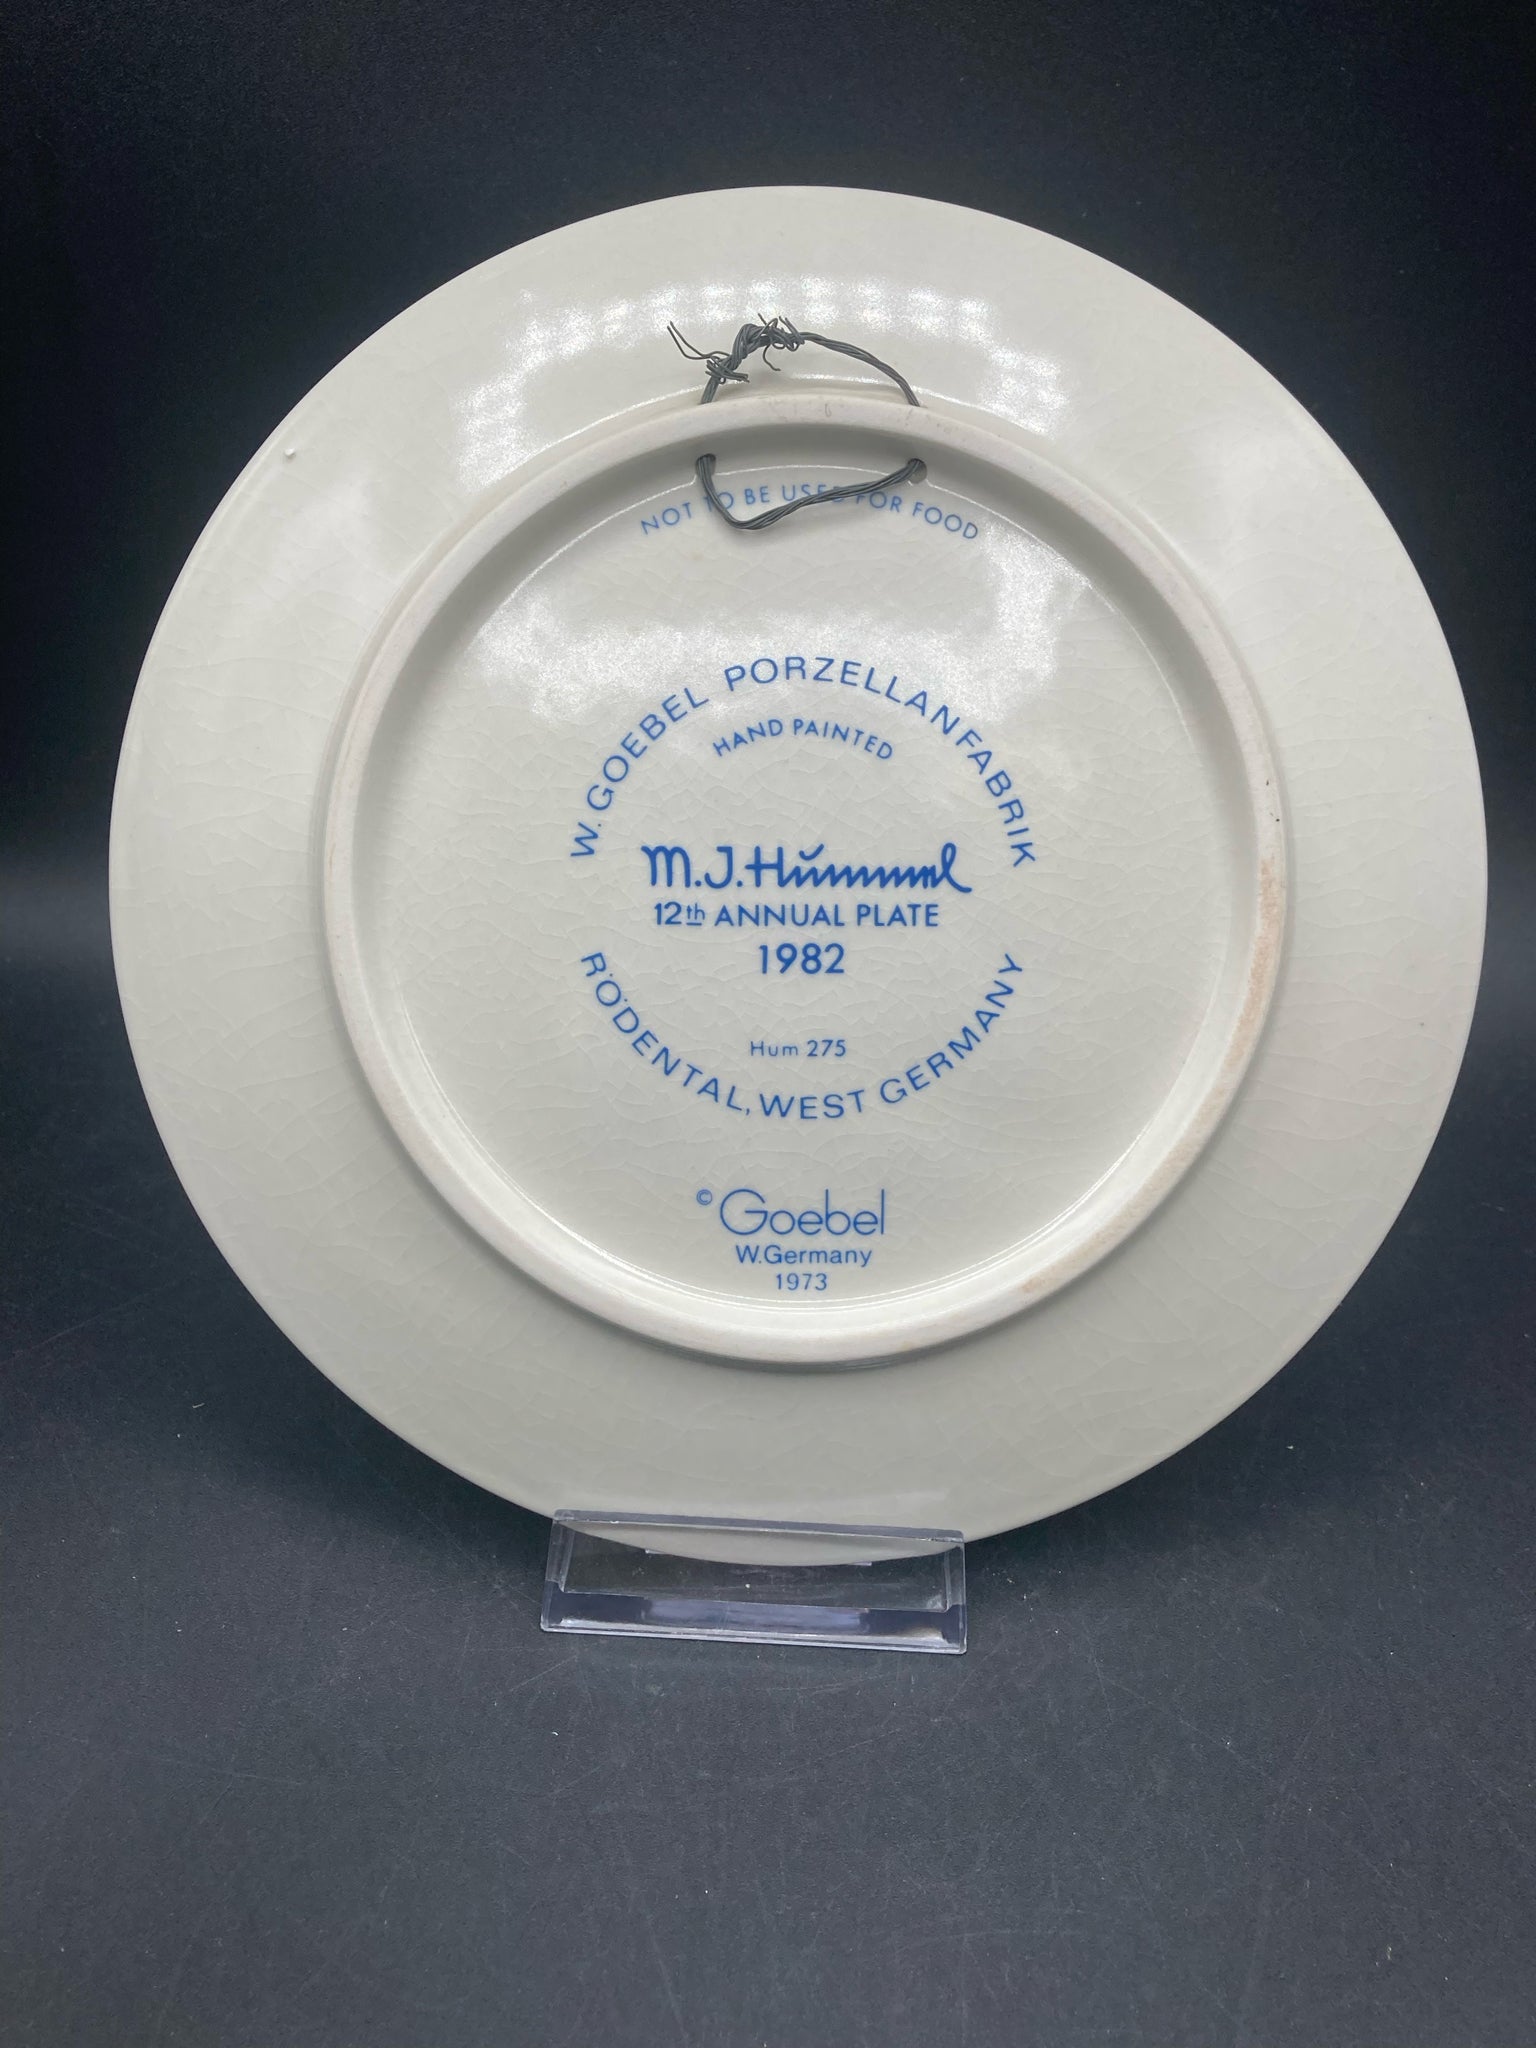 NOT TO BE USED FOR FOOD
W. GOEBEL PORZELLANFABRIK
HAND PAINTED
M.J.Hummel
12th ANNUAL PLATE
1982
Hum 275
RÖDENTAL, WEST GERMANY
© Goebel
W.Germany
1973